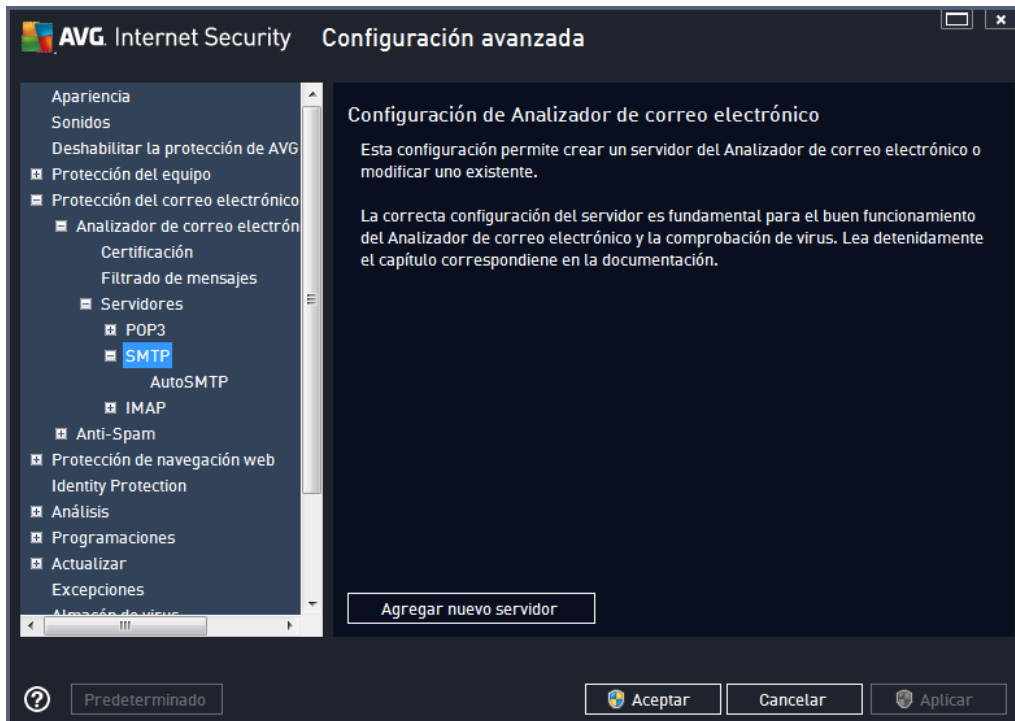 AVG. Internet Security
Configuración avanzada
Apariencia
Sonidos
Deshabilitar la protección de AVG
Protección del equipo
Protección del correo electrónico
Analizador de correo electrón
Certificación
Filtrado de mensajes
Servidores
POP3
SMTP
AutoSMTP
IMAP
Anti-Spam
Protección de navegación web
Identity Protection
Análisis
Programaciones
Actualizar
Excepciones
Almacén de virus
Configuración de Analizador de correo electrónico
Esta configuración permite crear un servidor del Analizador de correo electrónico o
modificar uno existente.
La correcta configuración del servidor es fundamental para el buen funcionamiento
del Analizador de correo electrónico y la comprobación de virus. Lea detenidamente
el capítulo correspondiene en la documentación.
Agregar nuevo servidor
Predeterminado
Aceptar
Cancelar
Aplicar